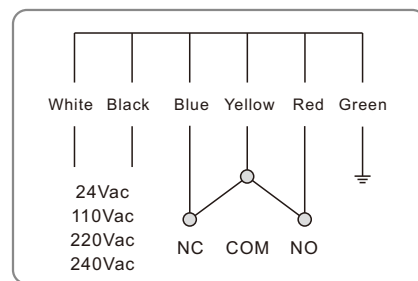 White Black Blue Yellow Red Green
24Vac
110Vac
220Vac
240Vac
NC COM NO